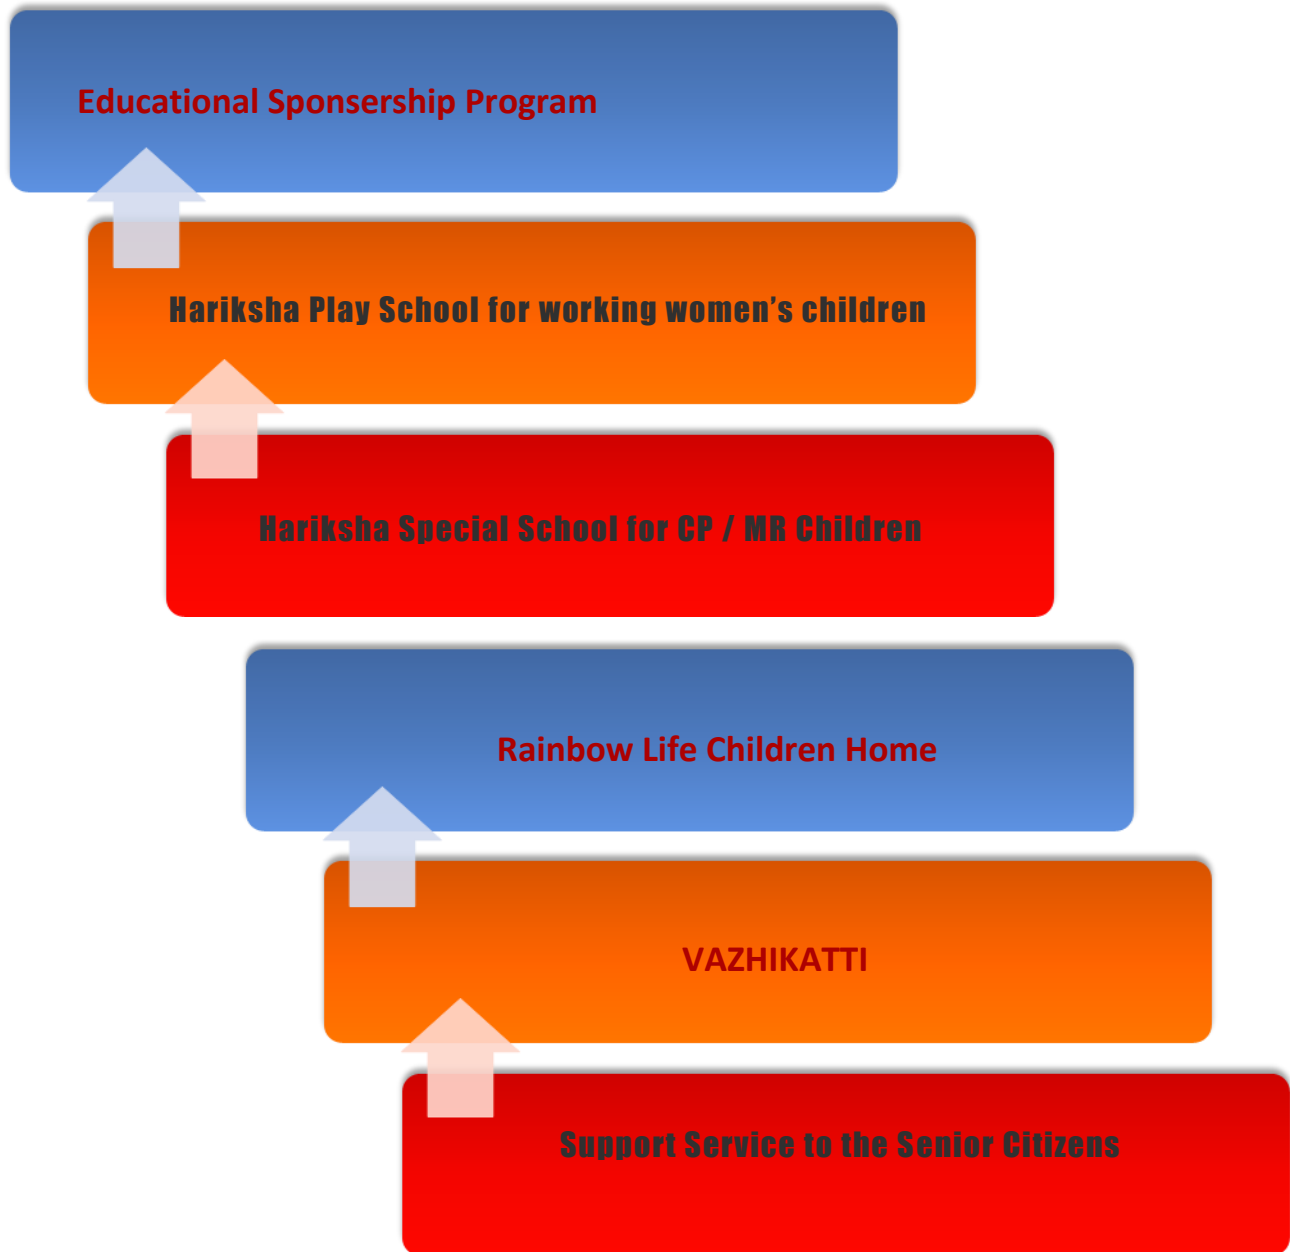 Educational Sponsership Program
Hariksha Play School for working women’s children
Hariksha Special School for CP / MR Children
Rainbow Life Children Home
VAZHIKATTI
Support Service to the Senior Citizens